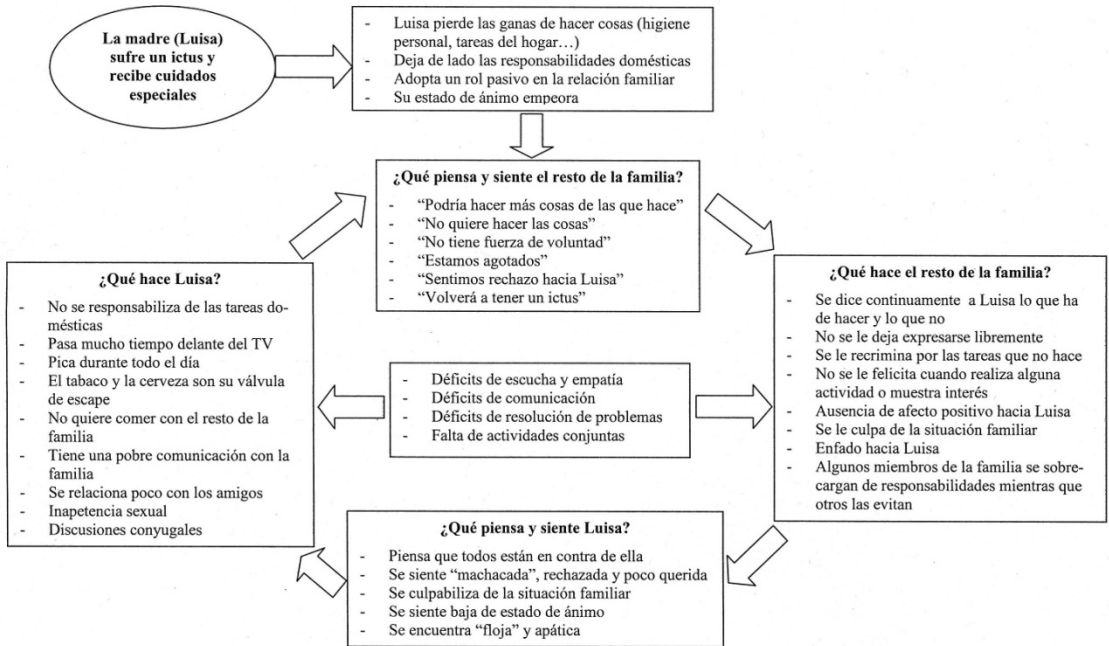 La madre (Luisa)
sufre un ictus y
recibe cuidados
especiales
- Luisa pierde las ganas de hacer cosas (higiene
personal, tareas del hogar…)
- Deja de lado las responsabilidades domésticas
- Adopta un rol pasivo en la relación familiar
- Su estado de ánimo empeora
¿Qué piensa y siente el resto de la familia?
- “Podría hacer más cosas de las que hace”
- “No quiere hacer las cosas”
- “No tiene fuerza de voluntad”
- “Estamos agotados”
- “Sentimos rechazo hacia Luisa”
- “Volverá a tener un ictus”
¿Qué hace Luisa?
- No se responsabiliza de las tareas do-
mésticas
- Pasa mucho tiempo delante del TV
- Pica durante todo el día
- El tabaco y la cerveza son su válvula
de escape
- No quiere comer con el resto de la
familia
- Tiene una pobre comunicación con la
familia
- Se relaciona poco con los amigos
- Inapetencia sexual
- Discusiones conyugales
- Déficits de escucha y empatía
- Déficits de comunicación
- Déficits de resolución de problemas
- Falta de actividades conjuntas
¿Qué hace el resto de la familia?
- Se dice continuamente a Luisa lo que ha
de hacer y lo que no
- No se le deja expresarse libremente
- Se le recrimina por las tareas que no hace
- No se le felicita cuando realiza alguna
actividad o muestra interés
- Ausencia de afecto positivo hacia Luisa
- Se le culpa de la situación familiar
- Enfado hacia Luisa
- Algunos miembros de la familia se sobre-
cargan de responsabilidades mientras que
otros las evitan
¿Qué piensa y siente Luisa?
- Piensa que todos están en contra de ella
- Se siente “machacada”, rechazada y poco querida
- Se culpabiliza de la situación familiar
- Se siente baja de estado de ánimo
- Se encuentra “floja” y apática